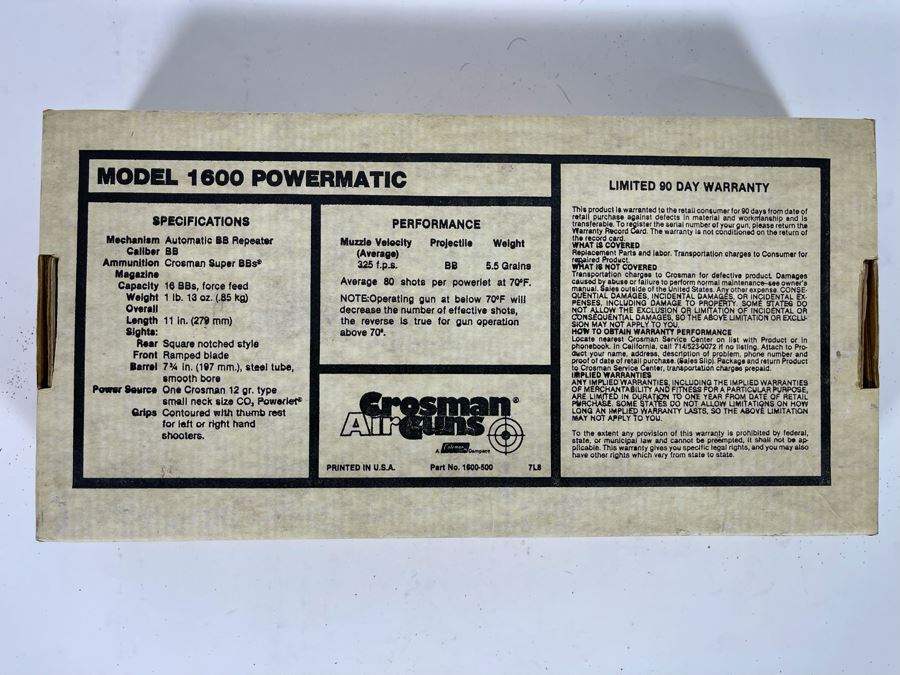 MODEL 1600 POWERMATIC
SPECIFICATIONS
Mechanism Automatic BB Repeater
Caliber BB
Ammunition Crosman Super BBs®
Magazine
Capacity 16 BBs, force feed
Weight 1 lb. 13 oz. (.85 kg)
Overall
Length 11 in. (279 mm)
Sights:
Rear Square notched style
Front Ramped blade
Barrel 7¾ in. (197 mm.), steel tube,
smooth bore
Power Source One Crosman 12 gr. type
small neck size CO₂ Powerlet®
Grips Contoured with thumb rest
for left or right hand
shooters.
PERFORMANCE
Muzzle Velocity Projectile Weight
(Average)
325 f.p.s. BB 5.5 Grains
Average 80 shots per powerlet at 70°F.
NOTE:Operating gun at below 70°F will
decrease the number of effective shots,
the reverse is true for gun operation
above 70°.
Crosman®
AirGuns
A Coleman Company
PRINTED IN U.S.A. Part No. 1600-500 7L8
LIMITED 90 DAY WARRANTY
This product is warranted to the retail consumer for 90 days from date of
retail purchase against defects in material and workmanship and is
transferable. To register the serial number of your gun, please return the
Warranty Record Card. The warranty is not conditioned on the return of
the record card.
WHAT IS COVERED
Replacement Parts and labor. Transportation charges to Consumer for
repaired Product.
WHAT IS NOT COVERED
Transportation charges to Crosman for defective product. Damages
caused by abuse or failure to perform normal maintenance—see owner's
manual. Sales outside of the United States. Any other expense. CONSE-
QUENTIAL DAMAGES, INCIDENTAL DAMAGES, OR INCIDENTAL EX-
PENSES, INCLUDING DAMAGE TO PROPERTY. SOME STATES DO
NOT ALLOW THE EXCLUSION OR LIMITATION OF INCIDENTAL OR
CONSEQUENTIAL DAMAGES, SO THE ABOVE LIMITATION OR EXCLU-
SION MAY NOT APPLY TO YOU.
HOW TO OBTAIN WARRANTY PERFORMANCE
Locate nearest Crosman Service Center on list with Product or in
phonebook. In California, call 714/523-0072 if no listing. Attach to Pro-
duct your name, address, description of problem, phone number and
proof of date of retail purchase. (Sales Slip). Package and return Product
to Crosman Service Center, transportation charges prepaid.
IMPLIED WARRANTIES
ANY IMPLIED WARRANTIES, INCLUDING THE IMPLIED WARRANTIES
OF MERCHANTABILITY AND FITNESS FOR A PARTICULAR PURPOSE,
ARE LIMITED IN DURATION TO ONE YEAR FROM DATE OF RETAIL
PURCHASE. SOME STATES DO NOT ALLOW LIMITATIONS ON HOW
LONG AN IMPLIED WARRANTY LASTS, SO THE ABOVE LIMITATION
MAY NOT APPLY TO YOU.
To the extent any provision of this warranty is prohibited by federal,
state, or municipal law and cannot be preempted, it shall not be ap-
plicable. This warranty gives you specific legal rights, and you may also
have other rights which vary from state to state.